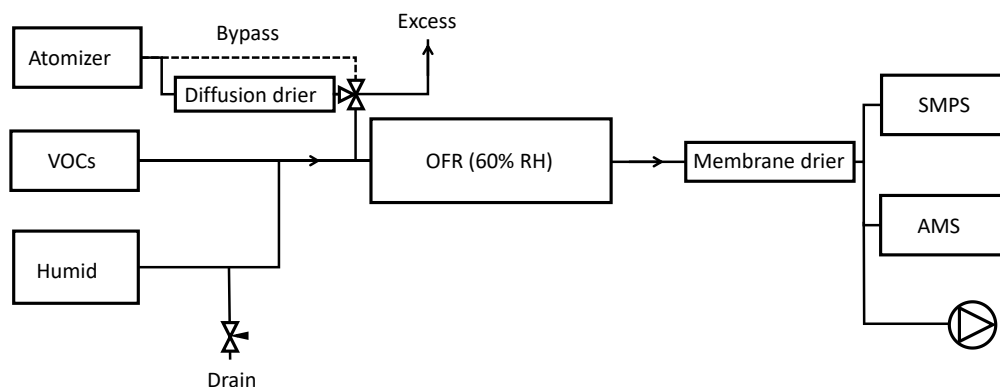 Excess
Bypass
Atomizer
Diffusion drier
SMPS
VOCs
OFR (60% RH)
Membrane drier
AMS
Humid
Drain